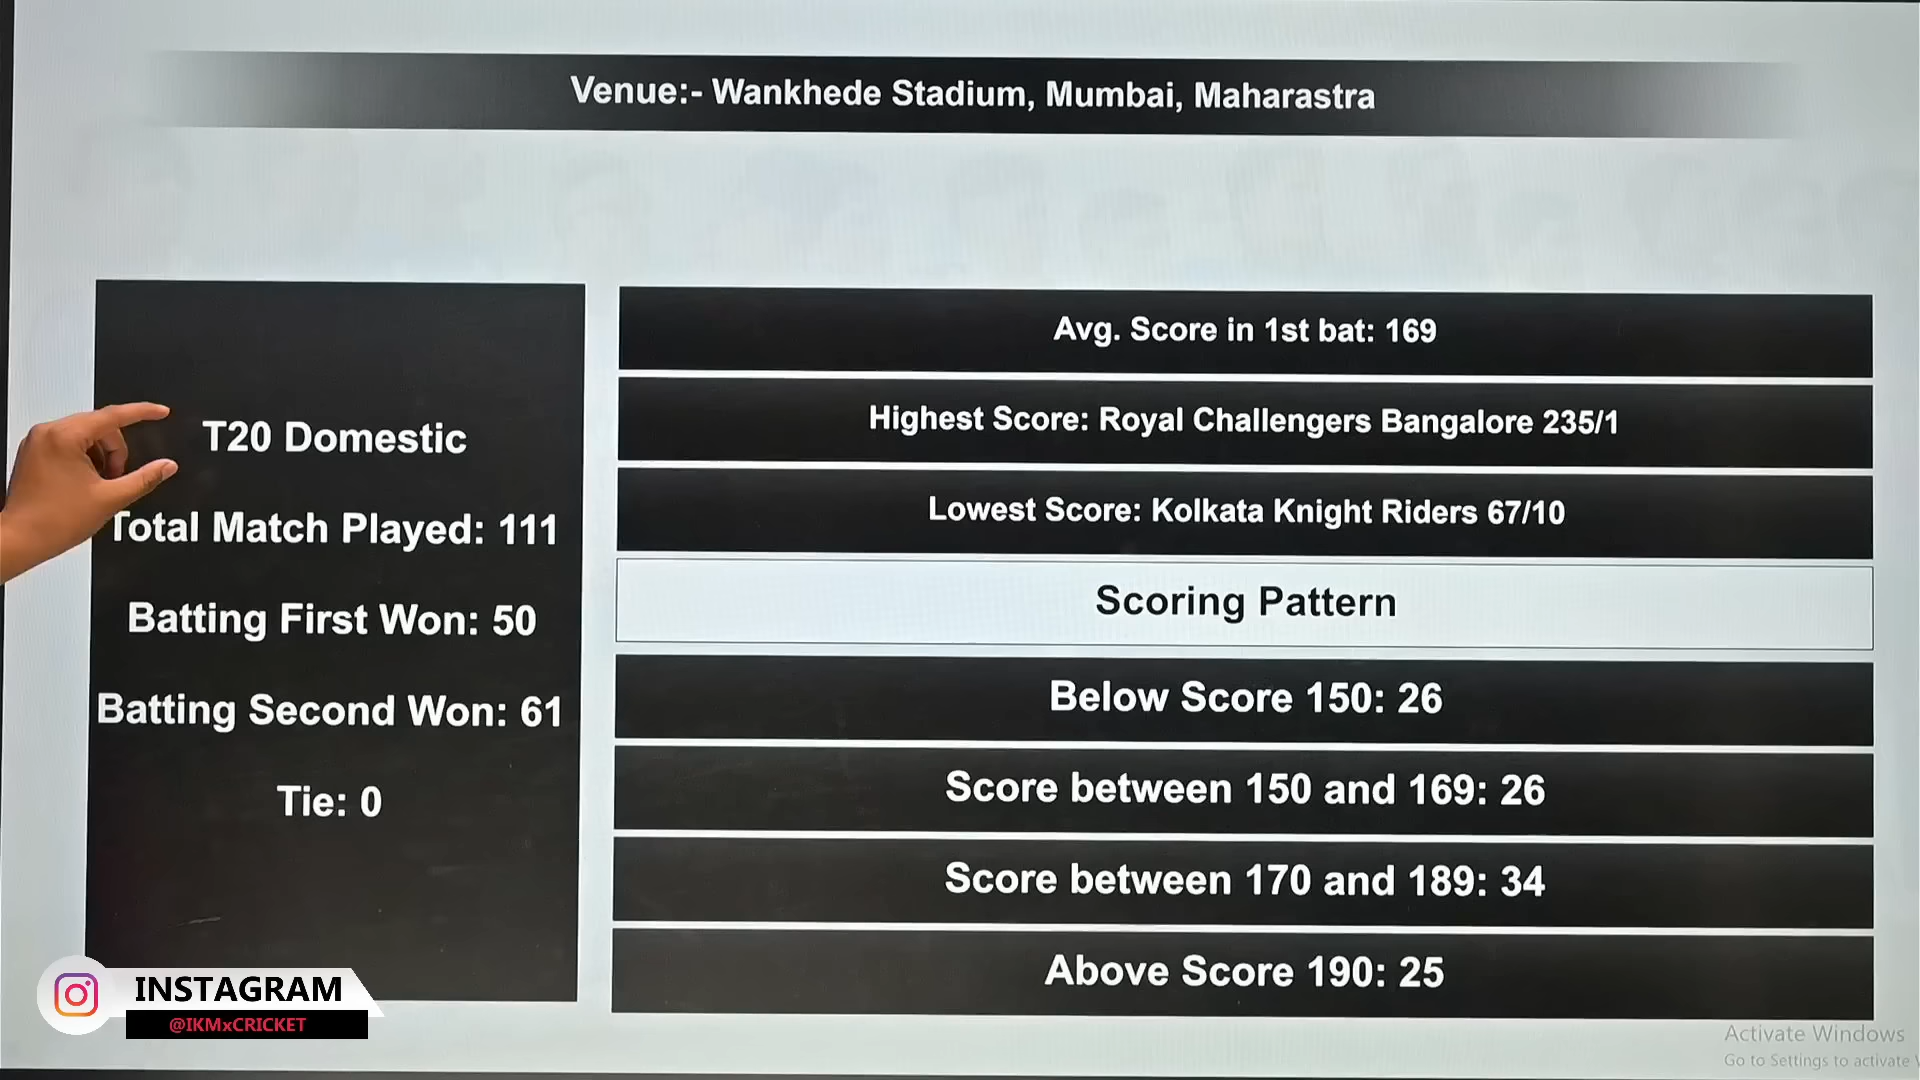 Venue:- Wankhede Stadium, Mumbai, Maharastra
T20 Domestic
Total Match Played: 111
Batting First Won: 50
Batting Second Won: 61
Tie: 0
Avg. Score in 1st bat: 169
Highest Score: Royal Challengers Bangalore 235/1
Lowest Score: Kolkata Knight Riders 67/10
Scoring Pattern
Below Score 150: 26
Score between 150 and 169: 26
Score between 170 and 189: 34
Above Score 190: 25
INSTAGRAM
@IKMxCRICKET
Activate Windows
Go to Settings to activate